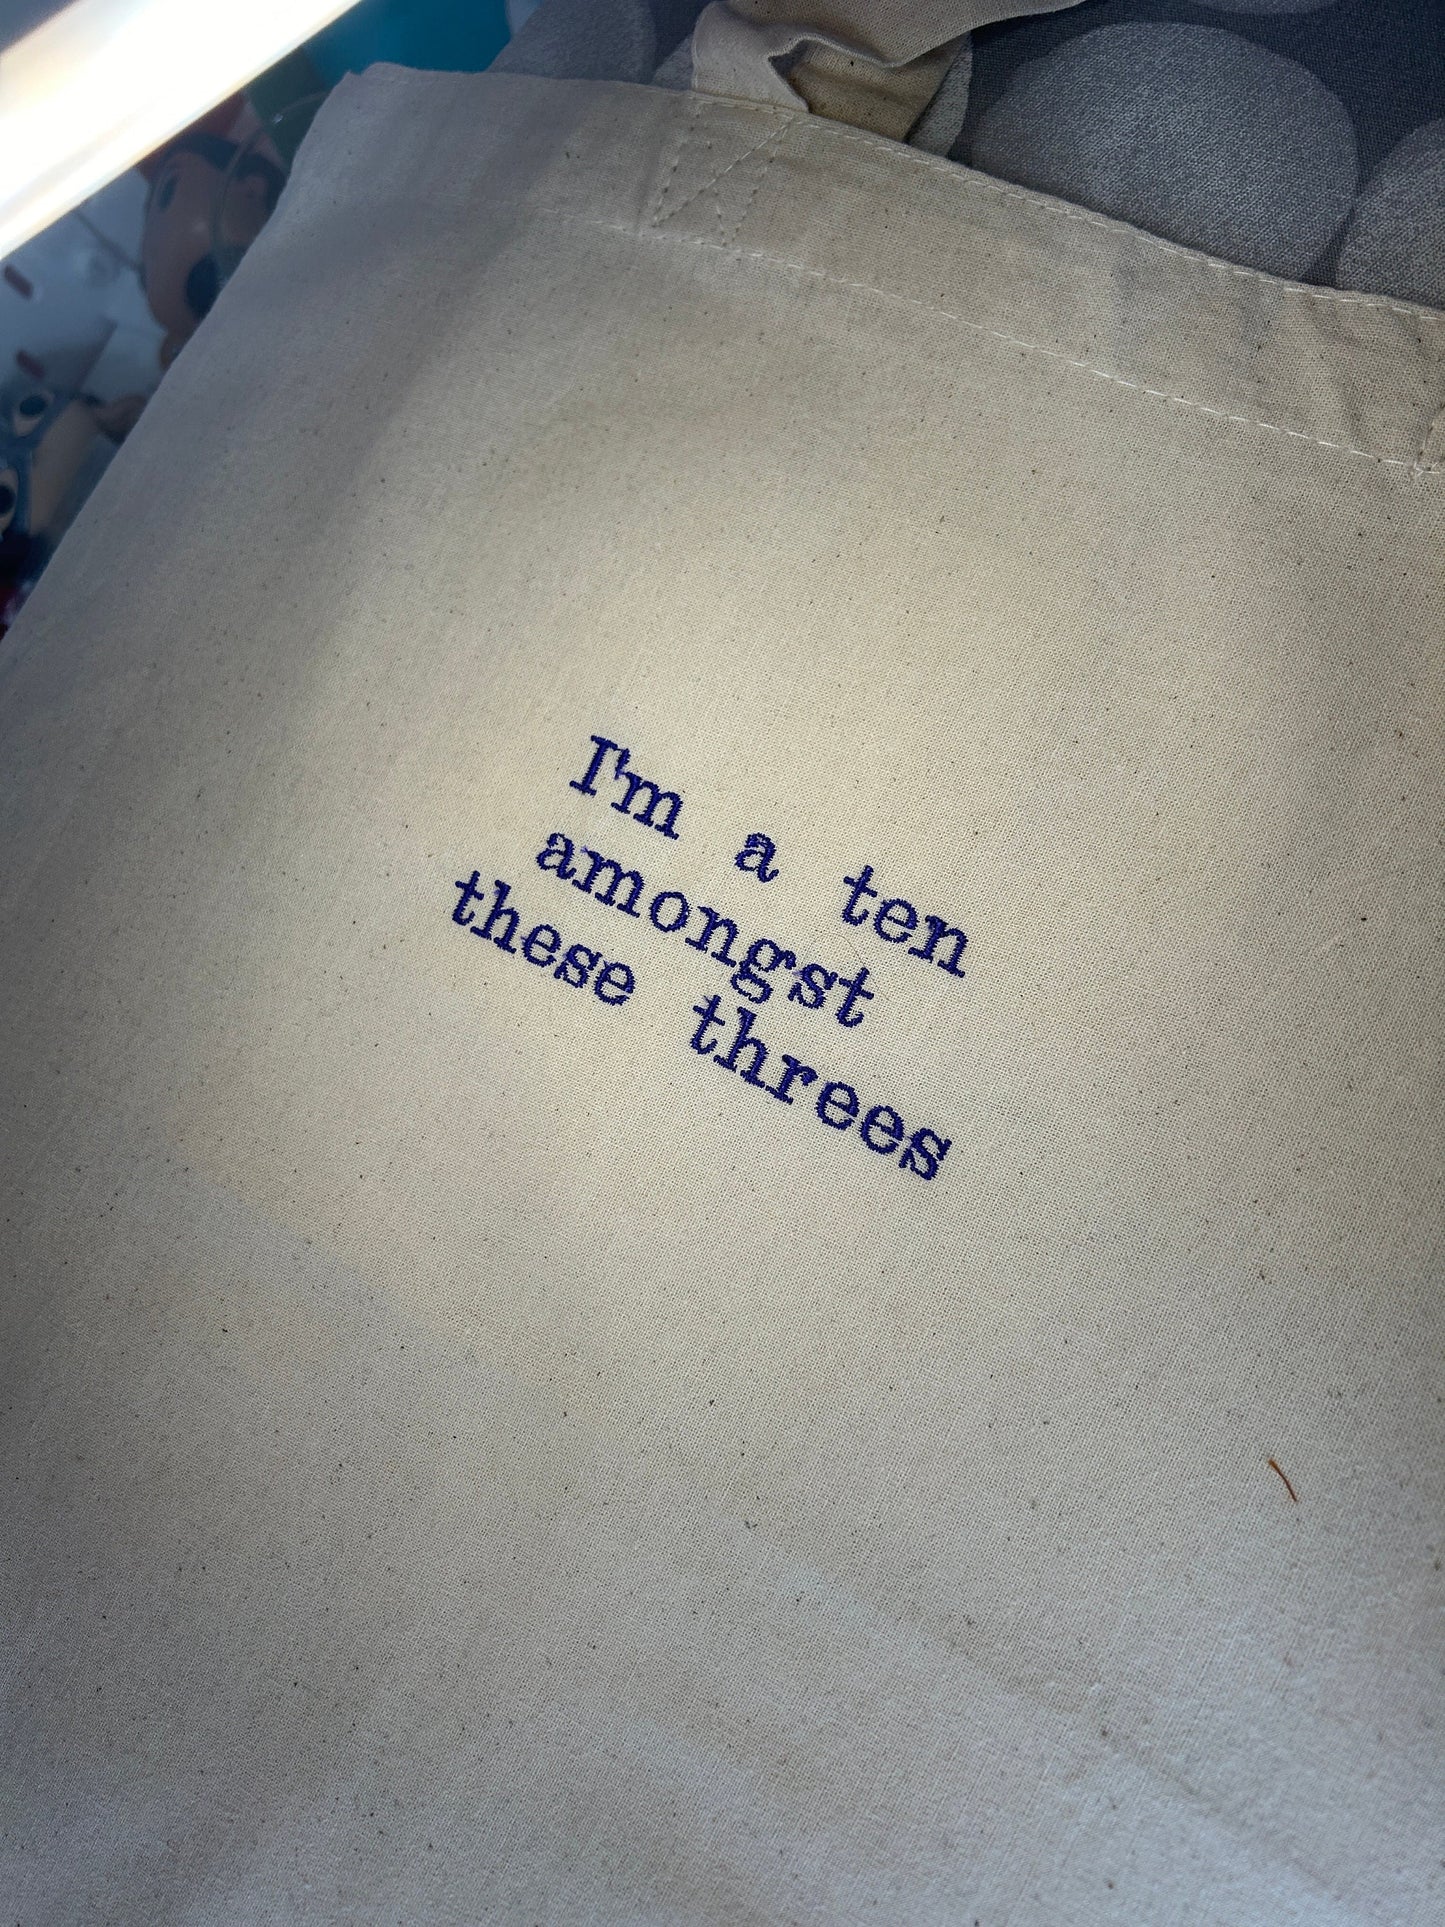 I'm a ten
amongst
these threes